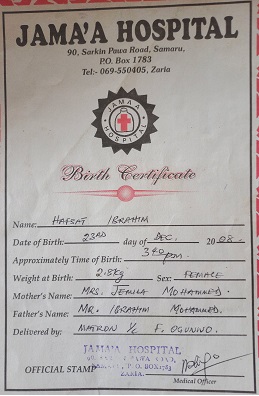 JAMA'A HOSPITAL
90, Sarkin Pawa Road, Samaru,
P.O. Box 1783
Tel:- 069-550405, Zaria
JAMA'A
HOSPITAL
Birth Certificate
Name: HAFSAT IBRAHIM
Date of Birth: 23RD day of DEC. 2008.
Approximately Time of Birth: 3 pm.
Weight at Birth: 2.8kg Sex: FEMALE
Mother's Name: MRS. JEMILA MOHAMMED.
Father's Name: MR. IBRAHIM MOHAMMED.
Delivered by: MATRON F. OGUNNO.
JAMA'A HOSPITAL
P.O. BOX1783
ZARIA.
OFFICIAL STAMP
Medical Officer